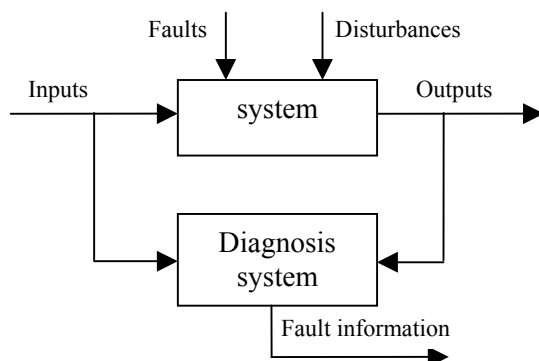 Faults
Disturbances
Inputs
system
Outputs
Diagnosis
system
Fault information